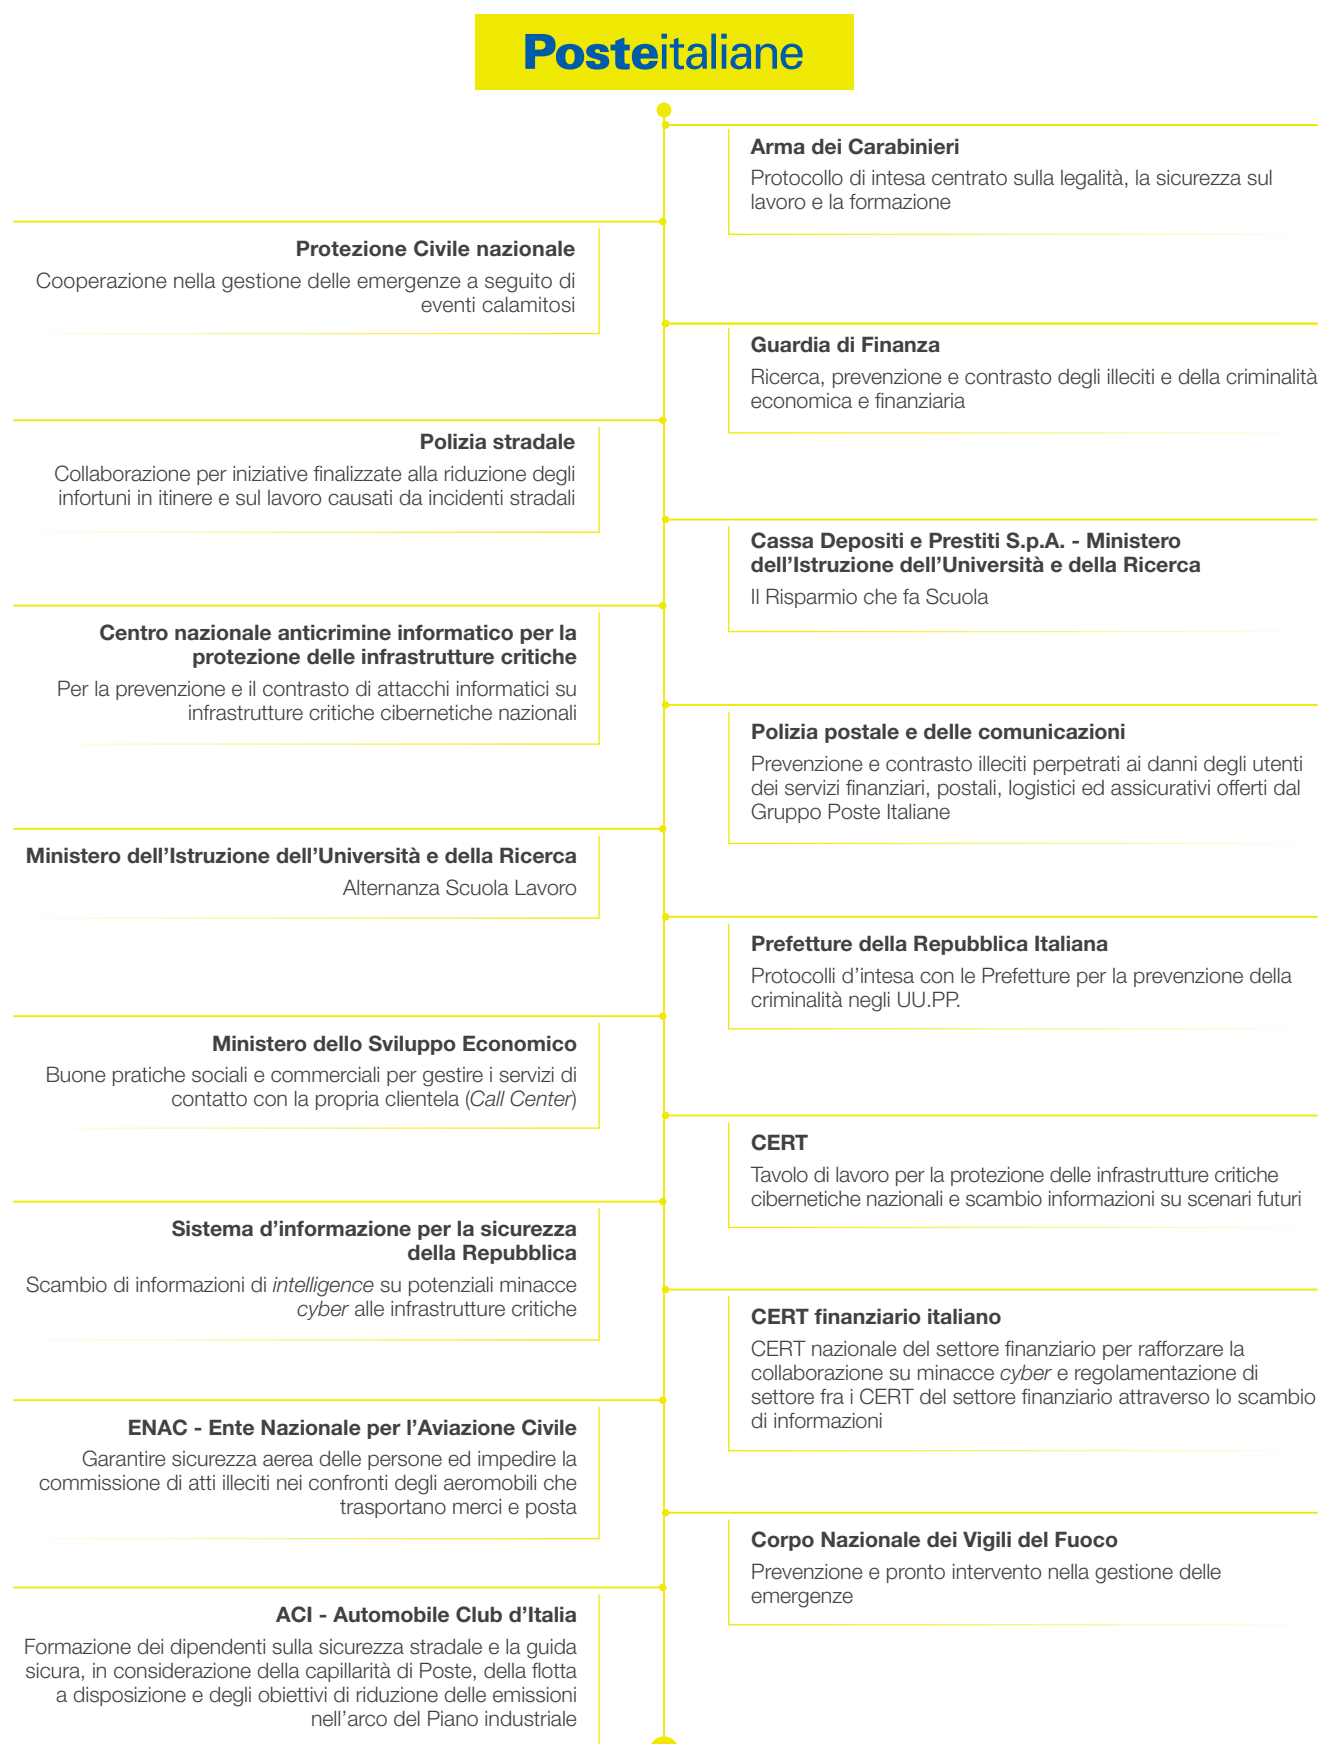 Posteitaliane
Arma dei Carabinieri
Protocollo di intesa centrato sulla legalità, la sicurezza sul
lavoro e la formazione
Protezione Civile nazionale
Cooperazione nella gestione delle emergenze a seguito di
eventi calamitosi
Guardia di Finanza
Ricerca, prevenzione e contrasto degli illeciti e della criminalità
economica e finanziaria
Polizia stradale
Collaborazione per iniziative finalizzate alla riduzione degli
infortuni in itinere e sul lavoro causati da incidenti stradali
Cassa Depositi e Prestiti S.p.A. - Ministero
dell'Istruzione dell'Università e della Ricerca
Il Risparmio che fa Scuola
Centro nazionale anticrimine informatico per la
protezione delle infrastrutture critiche
Per la prevenzione e il contrasto di attacchi informatici su
infrastrutture critiche cibernetiche nazionali
Polizia postale e delle comunicazioni
Prevenzione e contrasto illeciti perpetrati ai danni degli utenti
dei servizi finanziari, postali, logistici ed assicurativi offerti dal
Gruppo Poste Italiane
Ministero dell'Istruzione dell'Università e della Ricerca
Alternanza Scuola Lavoro
Prefetture della Repubblica Italiana
Protocolli d'intesa con le Prefetture per la prevenzione della
criminalità negli UU.PP.
Ministero dello Sviluppo Economico
Buone pratiche sociali e commerciali per gestire i servizi di
contatto con la propria clientela (Call Center)
CERT
Tavolo di lavoro per la protezione delle infrastrutture critiche
cibernetiche nazionali e scambio informazioni su scenari futuri
Sistema d'informazione per la sicurezza
della Repubblica
Scambio di informazioni di intelligence su potenziali minacce
cyber alle infrastrutture critiche
CERT finanziario italiano
CERT nazionale del settore finanziario per rafforzare la
collaborazione su minacce cyber e regolamentazione di
settore fra i CERT del settore finanziario attraverso lo scambio
di informazioni
ENAC - Ente Nazionale per l'Aviazione Civile
Garantire sicurezza aerea delle persone ed impedire la
commissione di atti illeciti nei confronti degli aeromobili che
trasportano merci e posta
Corpo Nazionale dei Vigili del Fuoco
Prevenzione e pronto intervento nella gestione delle
emergenze
ACI - Automobile Club d'Italia
Formazione dei dipendenti sulla sicurezza stradale e la guida
sicura, in considerazione della capillarità di Poste, della flotta
a disposizione e degli obiettivi di riduzione delle emissioni
nell'arco del Piano industriale